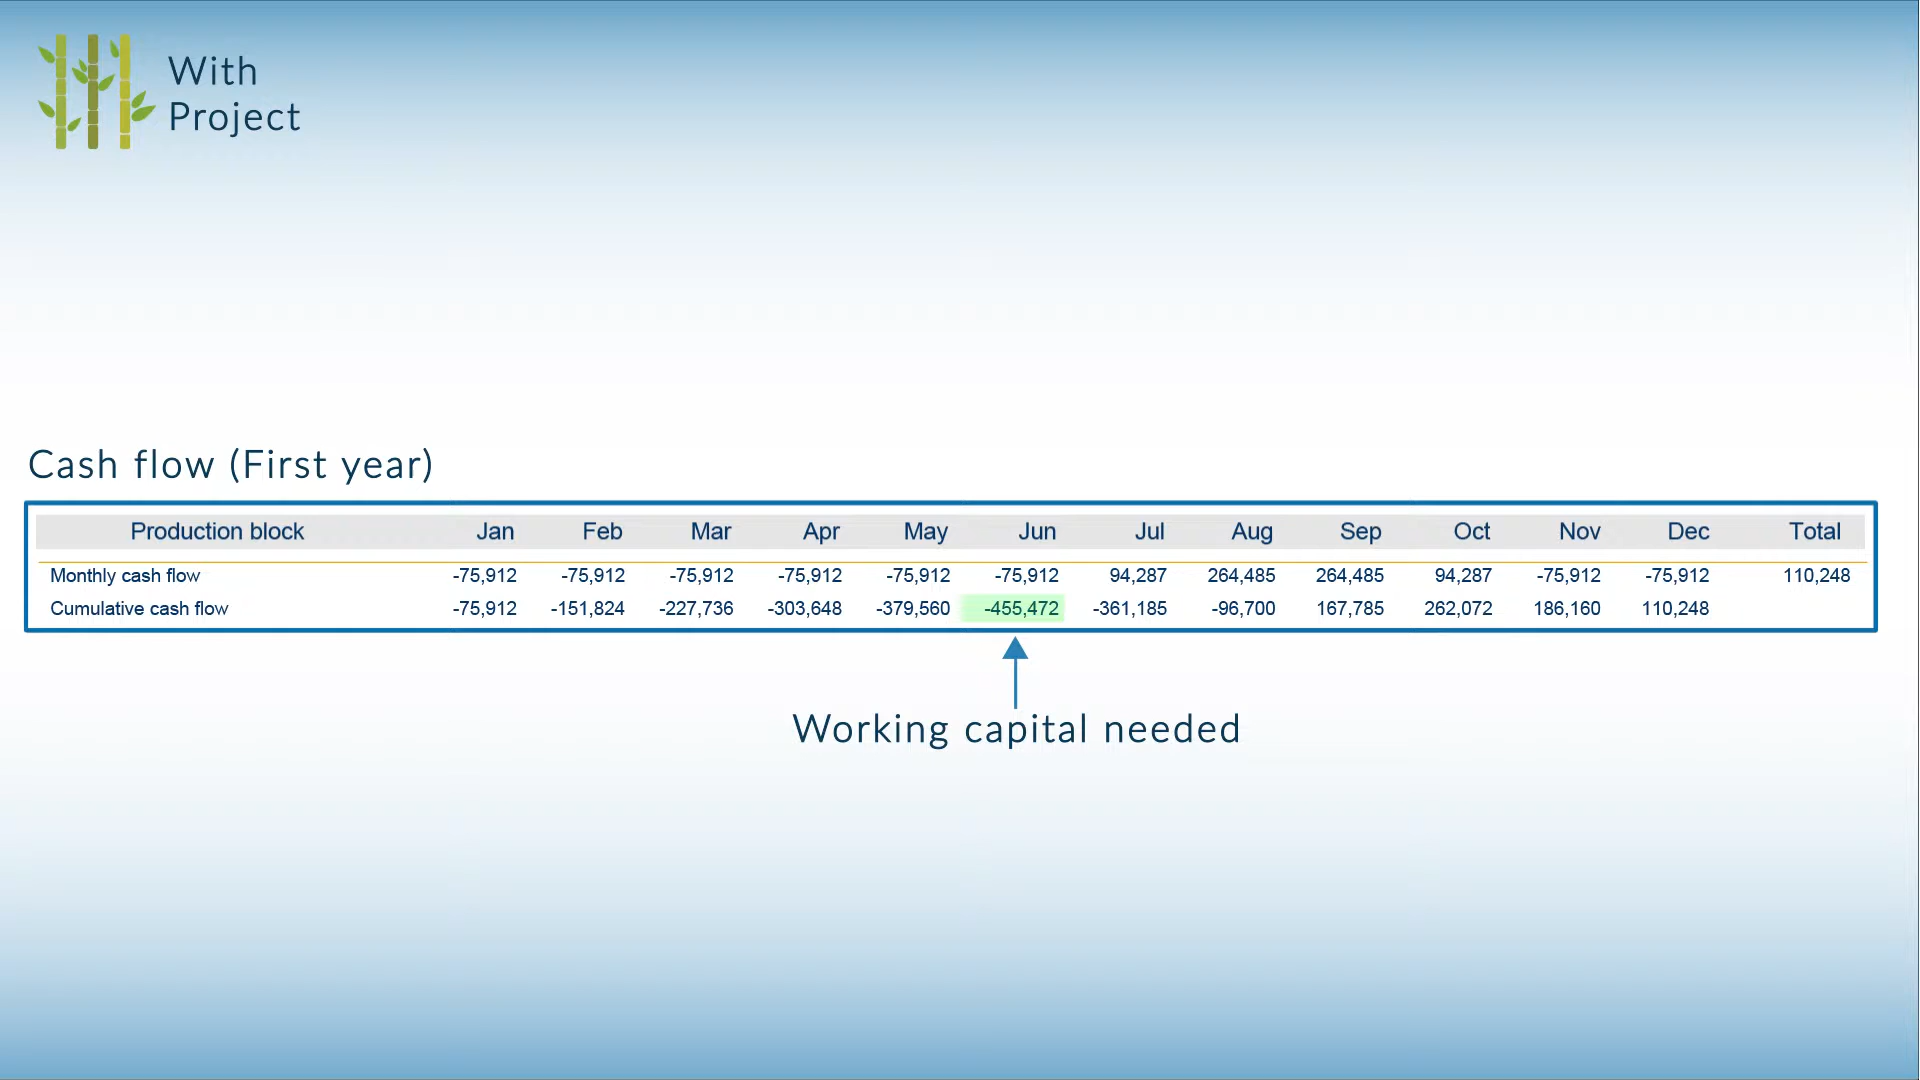 With
Project
Cash flow (First year)
Production block Jan Feb Mar Apr May Jun Jul Aug Sep Oct Nov Dec Total
Monthly cash flow -75,912 -75,912 -75,912 -75,912 -75,912 -75,912 94,287 264,485 264,485 94,287 -75,912 -75,912 110,248
Cumulative cash flow -75,912 -151,824 -227,736 -303,648 -379,560 -455,472 -361,185 -96,700 167,785 262,072 186,160 110,248
Working capital needed